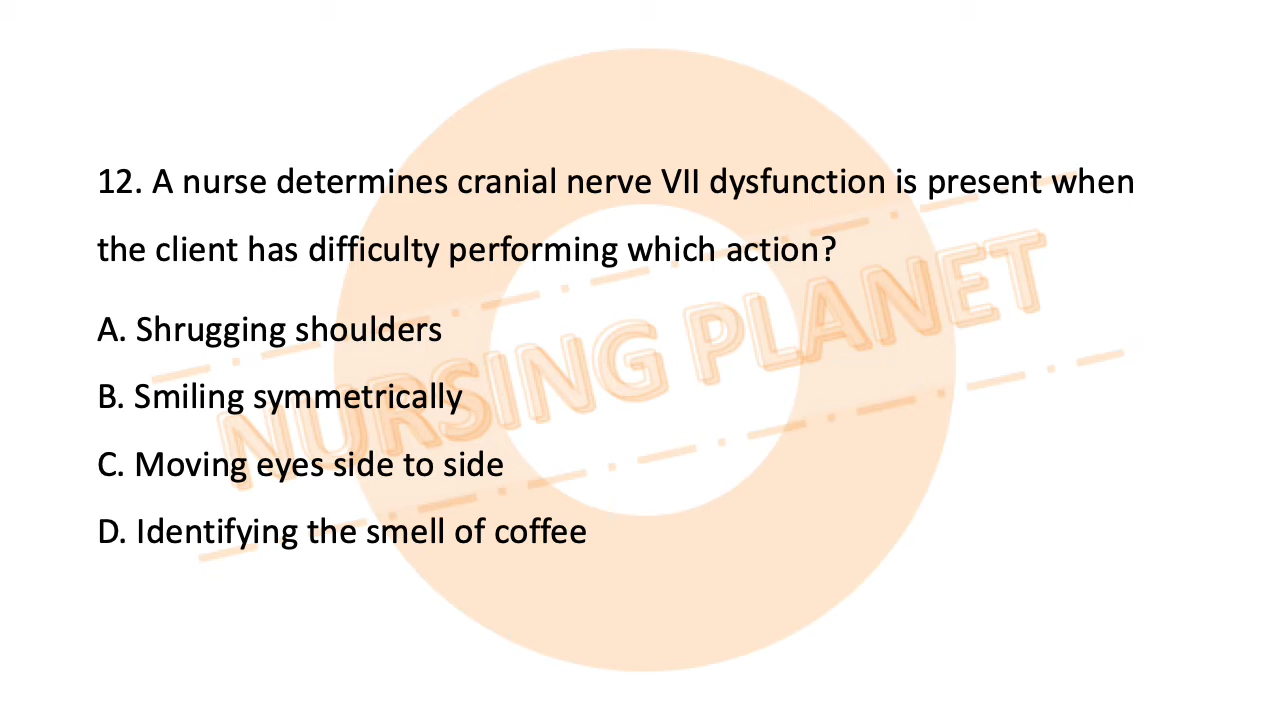 12. A nurse determines cranial nerve VII dysfunction is present when
the client has difficulty performing which action?
A. Shrugging shoulders
B. Smiling symmetrically
C. Moving eyes side to side
D. Identifying the smell of coffee
NURSING PLANET